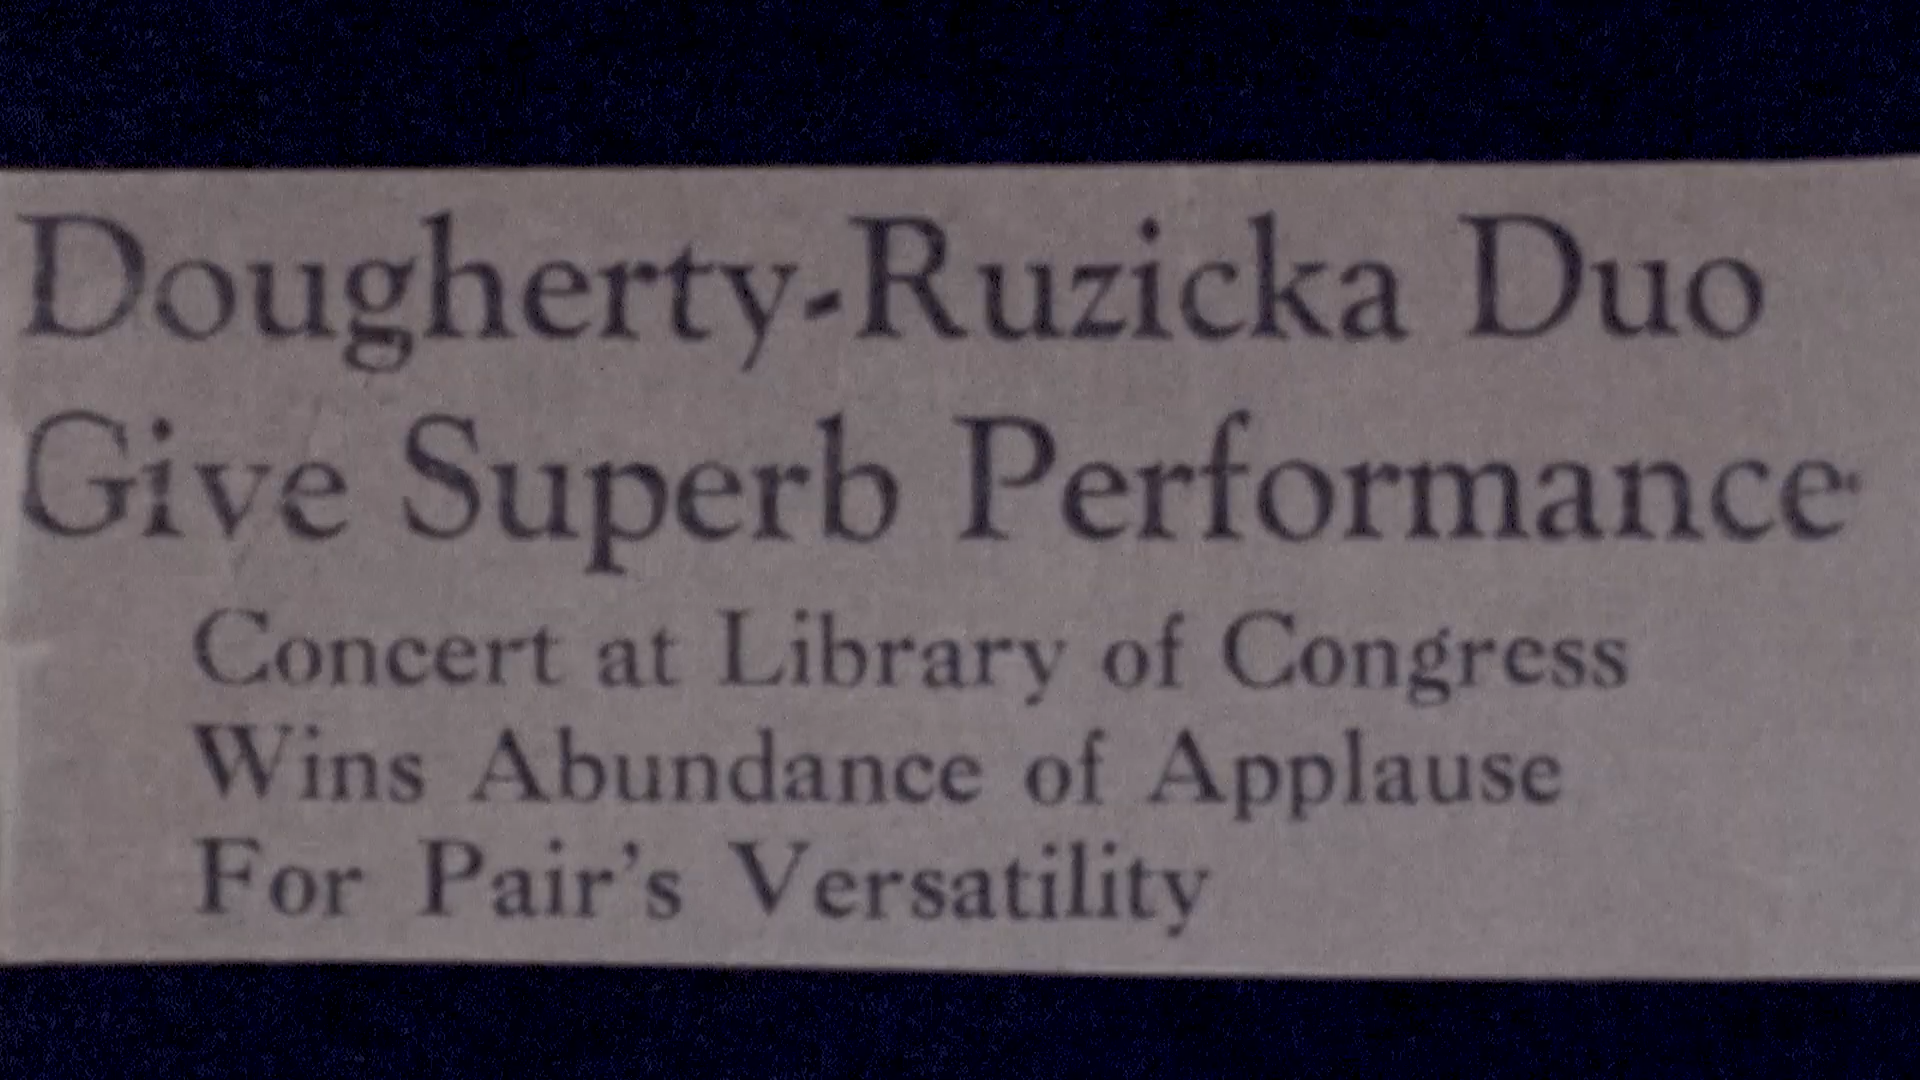 Dougherty-Ruzicka Duo
Give Superb Performance
Concert at Library of Congress
Wins Abundance of Applause
For Pair's Versatility